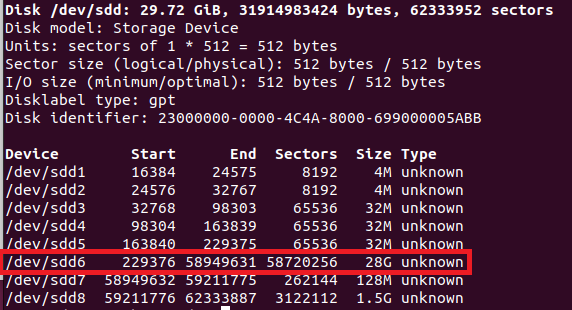 Disk /dev/sdd: 29.72 GiB, 31914983424 bytes, 62333952 sectors
Disk model: Storage Device
Units: sectors of 1 * 512 = 512 bytes
Sector size (logical/physical): 512 bytes / 512 bytes
I/O size (minimum/optimal): 512 bytes / 512 bytes
Disklabel type: gpt
Disk identifier: 23000000-0000-4C4A-8000-699000005ABB
Device Start End Sectors Size Type
/dev/sdd1 16384 24575 8192 4M unknown
/dev/sdd2 24576 32767 8192 4M unknown
/dev/sdd3 32768 98303 65536 32M unknown
/dev/sdd4 98304 163839 65536 32M unknown
/dev/sdd5 163840 229375 65536 32M unknown
/dev/sdd6 229376 58949631 58720256 28G unknown
/dev/sdd7 58949632 59211775 262144 128M unknown
/dev/sdd8 59211776 62333887 3122112 1.5G unknown